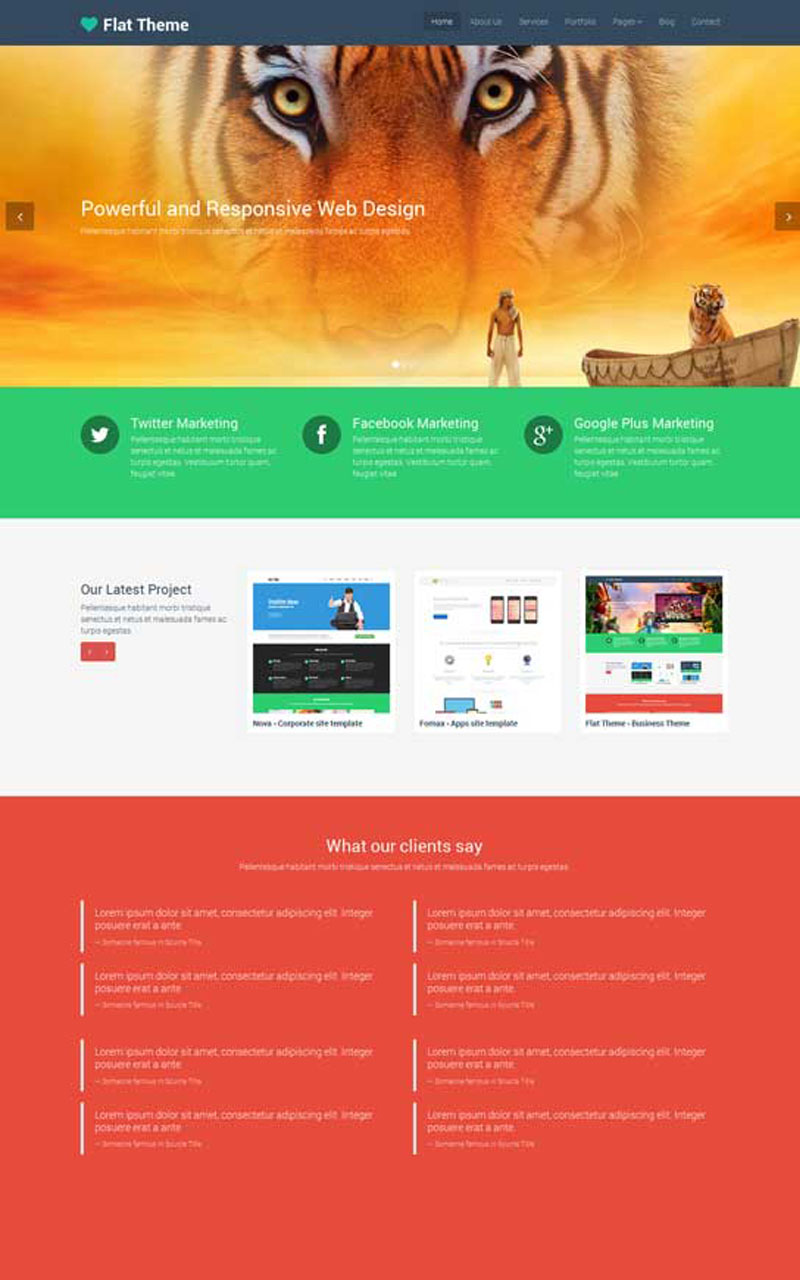 Flat Theme
Home About Us Services Portfolio Pages Blog Contact
Powerful and Responsive Web Design
Pellentesque habitant morbi tristique senectus et netus et malesuada fames ac turpis egestas.
Twitter Marketing
Pellentesque habitant morbi tristique
senectus et netus et malesuada fames ac
turpis egestas. Vestibulum tortor quam,
feugiat vitae.
Facebook Marketing
Pellentesque habitant morbi tristique
senectus et netus et malesuada fames ac
turpis egestas. Vestibulum tortor quam,
feugiat vitae.
Google Plus Marketing
Pellentesque habitant morbi tristique
senectus et netus et malesuada fames ac
turpis egestas. Vestibulum tortor quam,
feugiat vitae.
Our Latest Project
Pellentesque habitant morbi tristique
senectus et netus et malesuada fames ac
turpis egestas.
Nova - Corporate site template
Fornax - Apps site template
Flat Theme - Business Theme
What our clients say
Pellentesque habitant morbi tristique senectus et netus et malesuada fames ac turpis egestas
Lorem ipsum dolor sit amet, consectetur adipiscing elit. Integer
posuere erat a ante.
— Someone famous in Source Title
Lorem ipsum dolor sit amet, consectetur adipiscing elit. Integer
posuere erat a ante.
— Someone famous in Source Title
Lorem ipsum dolor sit amet, consectetur adipiscing elit. Integer
posuere erat a ante
— Someone famous in Source Title
Lorem ipsum dolor sit amet, consectetur adipiscing elit. Integer
posuere erat a ante.
— Someone famous in Source Title
Lorem ipsum dolor sit amet, consectetur adipiscing elit. Integer
posuere erat a ante.
— Someone famous in Source Title
Lorem ipsum dolor sit amet, consectetur adipiscing elit. Integer
posuere erat a ante.
— Someone famous in Source Title
Lorem ipsum dolor sit amet, consectetur adipiscing elit. Integer
posuere erat a ante
— Someone famous in Source Title
Lorem ipsum dolor sit amet, consectetur adipiscing elit. Integer
posuere erat a ante.
— Someone famous in Source Title